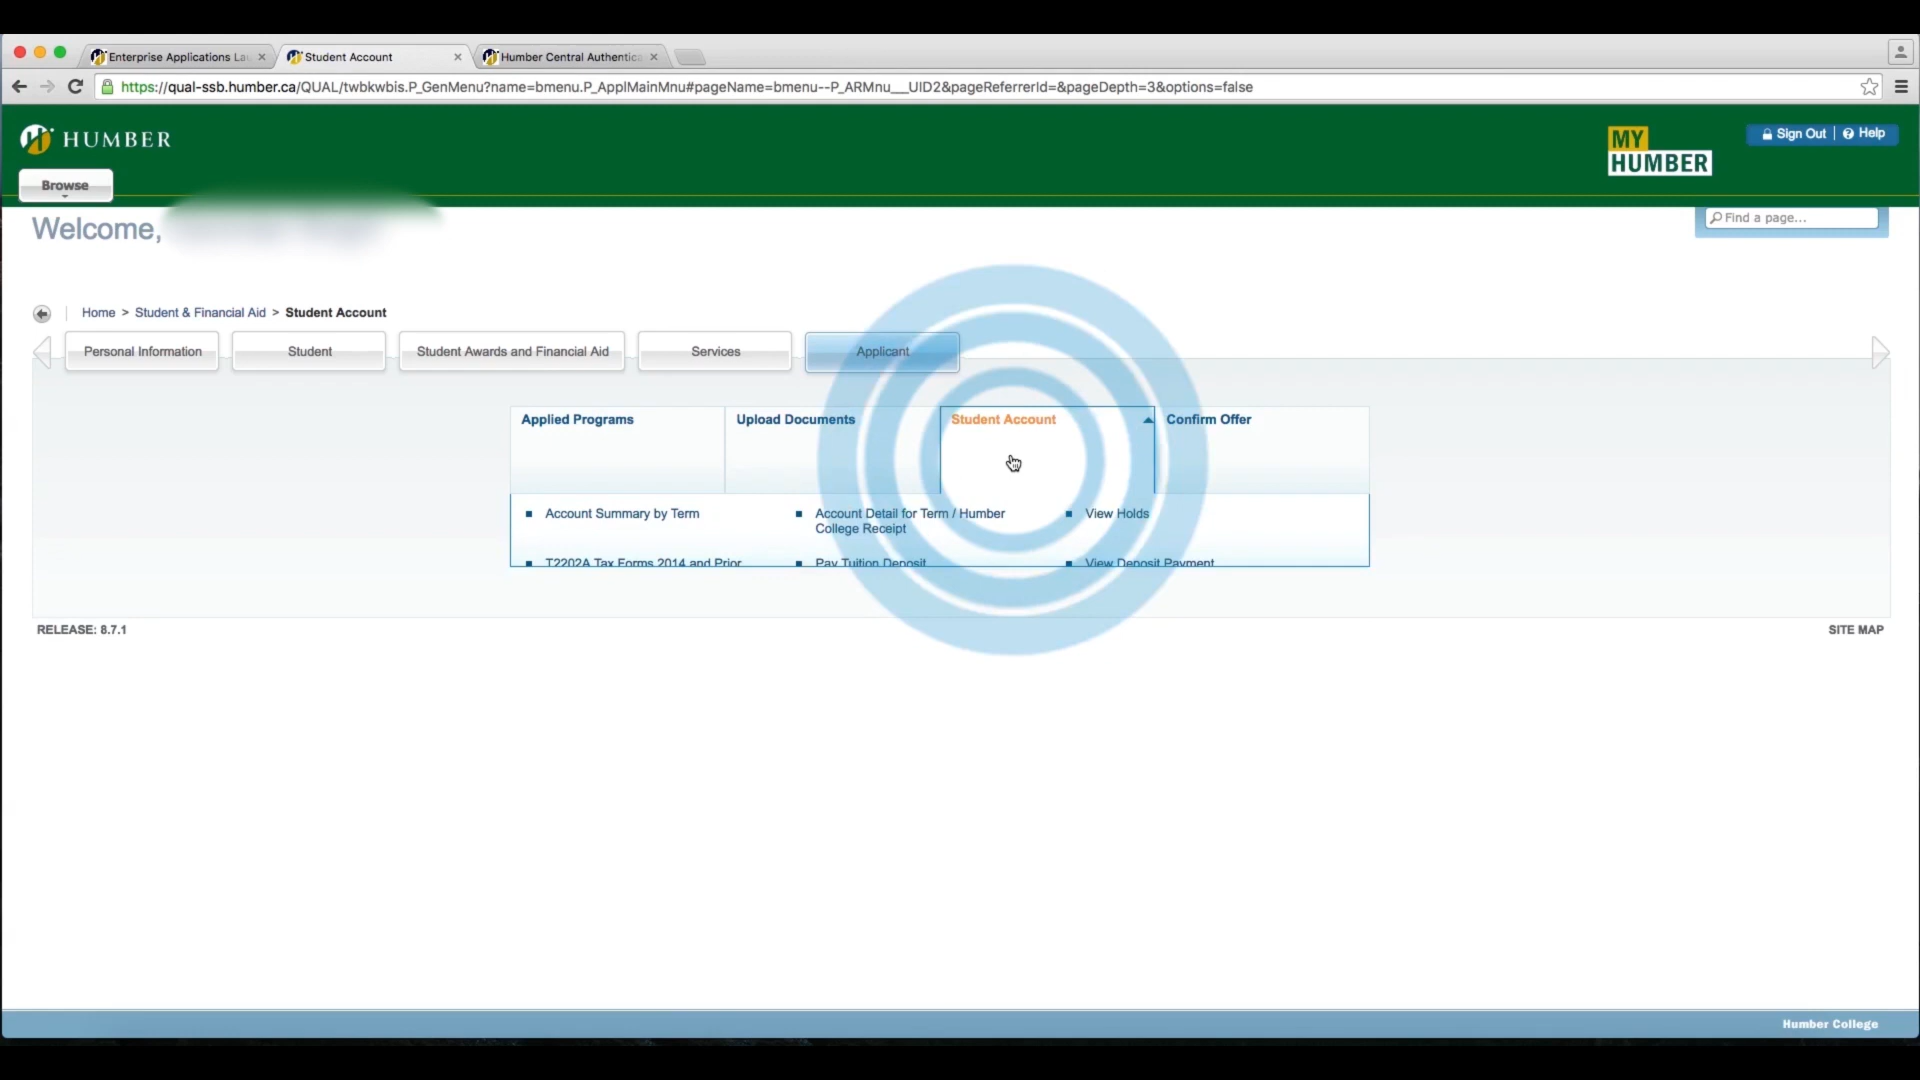 Enterprise Applications La
Student Account
Humber Central Authentica
https://qual-ssb.humber.ca/QUAL/twbkwbis.P_GenMenu?name=bmenu.P_ApplMainMnu#pageName=bmenu--P_ARMnu___UID2&pageReferrerId=&pageDepth=3&options=false
HUMBER
MY
HUMBER
Sign Out | Help
Browse
Welcome,
Find a page...
Home > Student & Financial Aid > Student Account
Personal Information
Student
Student Awards and Financial Aid
Services
Applicant
Applied Programs
Upload Documents
Student Account
Confirm Offer
Account Summary by Term
Account Detail for Term / Humber
College Receipt
View Holds
T2202A Tax Forms 2014 and Prior
Pay Tuition Deposit
View Deposit Payment
RELEASE: 8.7.1
SITE MAP
Humber College